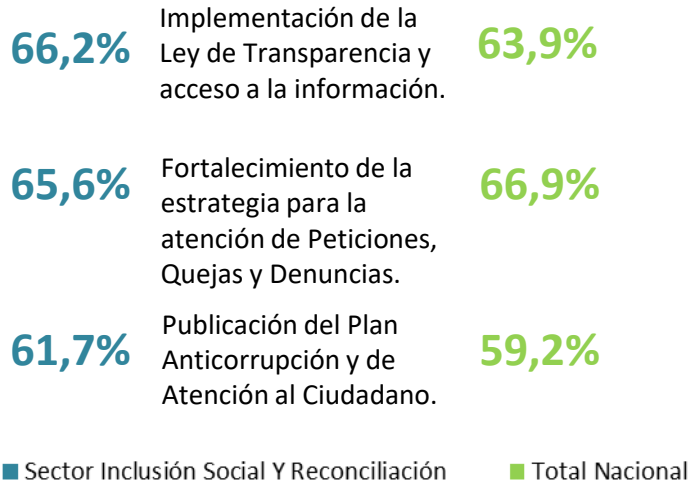 66,2%
Implementación de la
Ley de Transparencia y
acceso a la información.
63,9%
65,6%
Fortalecimiento de la
estrategia para la
atención de Peticiones,
Quejas y Denuncias.
66,9%
61,7%
Publicación del Plan
Anticorrupción y de
Atención al Ciudadano.
59,2%
Sector Inclusión Social Y Reconciliación
Total Nacional